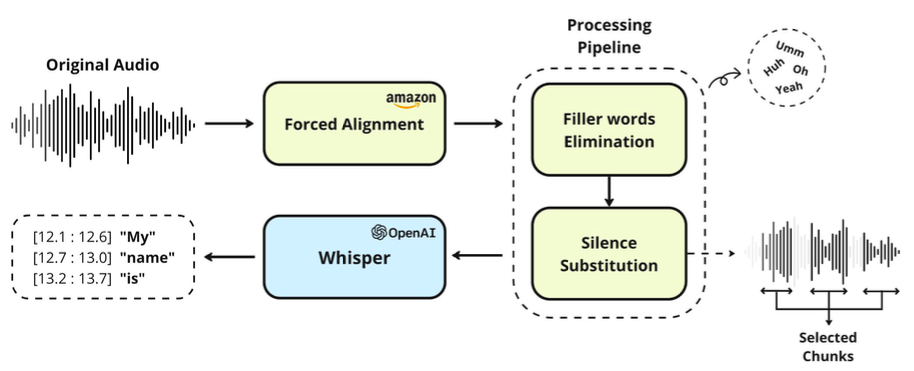 Original Audio
amazon
Forced Alignment
Processing
Pipeline
Filler words
Elimination
Umm
Huh
Oh
Yeah
Silence
Substitution
OpenAI
Whisper
[12.1 : 12.6] "My"
[12.7 : 13.0] "name"
[13.2 : 13.7] "is"
Selected
Chunks